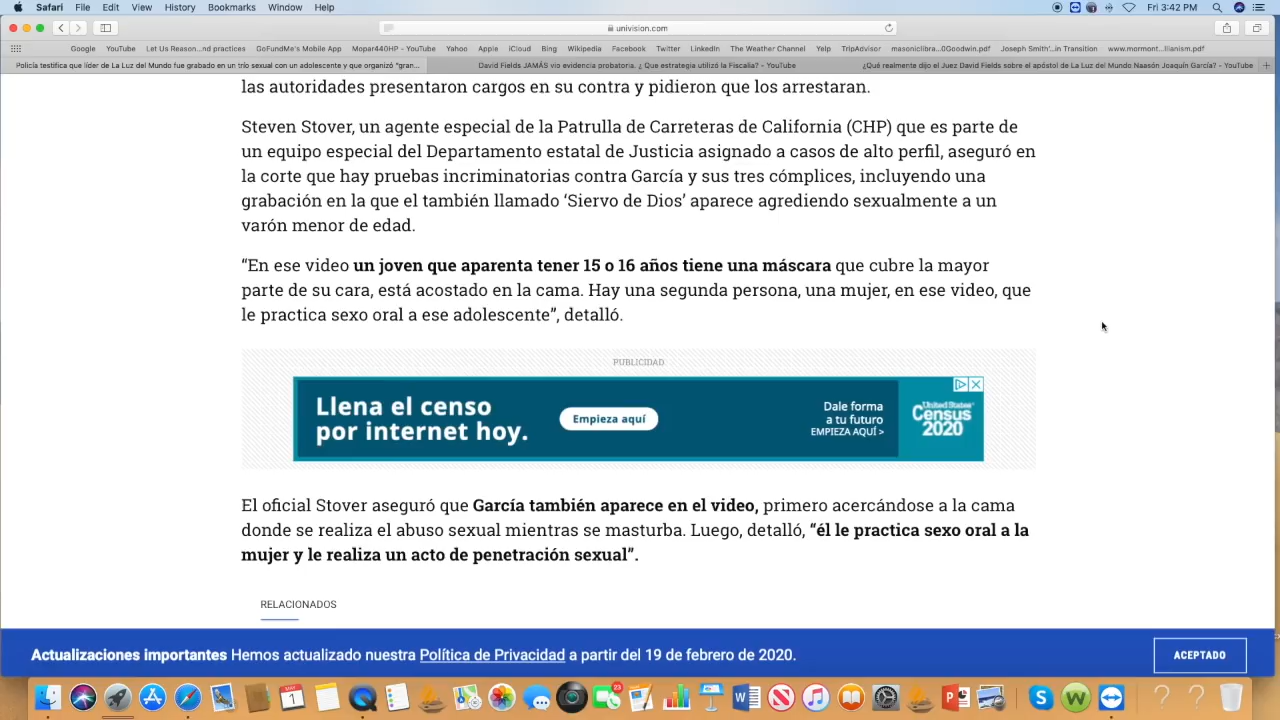 Safari File Edit View History Bookmarks Window Help
Fri 3:42 PM
univision.com
Google YouTube Let Us Reason...nd practices GoFundMe's Mobile App Mopar440HP - YouTube Yahoo Apple iCloud Bing Wikipedia Facebook Twitter LinkedIn The Weather Channel Yelp TripAdvisor masoniclibra...0Goodwin.pdf Joseph Smith'...in Transition www.mormont...llianism.pdf
Policía testifica que líder de La Luz del Mundo fue grabado en un trío sexual con un adolescente y que organizó "gran...
David Fields JAMÁS vio evidencia probatoria. ¿ Que estrategia utilizó la Fiscalía? - YouTube
¿Qué realmente dijo el Juez David Fields sobre el apóstol de La Luz del Mundo Naasón Joaquín García? - YouTube
las autoridades presentaron cargos en su contra y pidieron que los arrestaran.
Steven Stover, un agente especial de la Patrulla de Carreteras de California (CHP) que es parte de
un equipo especial del Departamento estatal de Justicia asignado a casos de alto perfil, aseguró en
la corte que hay pruebas incriminatorias contra García y sus tres cómplices, incluyendo una
grabación en la que el también llamado ‘Siervo de Dios’ aparece agrediendo sexualmente a un
varón menor de edad.
“En ese video un joven que aparenta tener 15 o 16 años tiene una máscara que cubre la mayor
parte de su cara, está acostado en la cama. Hay una segunda persona, una mujer, en ese video, que
le practica sexo oral a ese adolescente”, detalló.
PUBLICIDAD
Llena el censo
por internet hoy.
Empieza aquí
Dale forma
a tu futuro
EMPIEZA AQUÍ >
United States®
Census
2020
El oficial Stover aseguró que García también aparece en el video, primero acercándose a la cama
donde se realiza el abuso sexual mientras se masturba. Luego, detalló, “él le practica sexo oral a la
mujer y le realiza un acto de penetración sexual”.
RELACIONADOS
Actualizaciones importantes Hemos actualizado nuestra Política de Privacidad a partir del 19 de febrero de 2020.
ACEPTADO